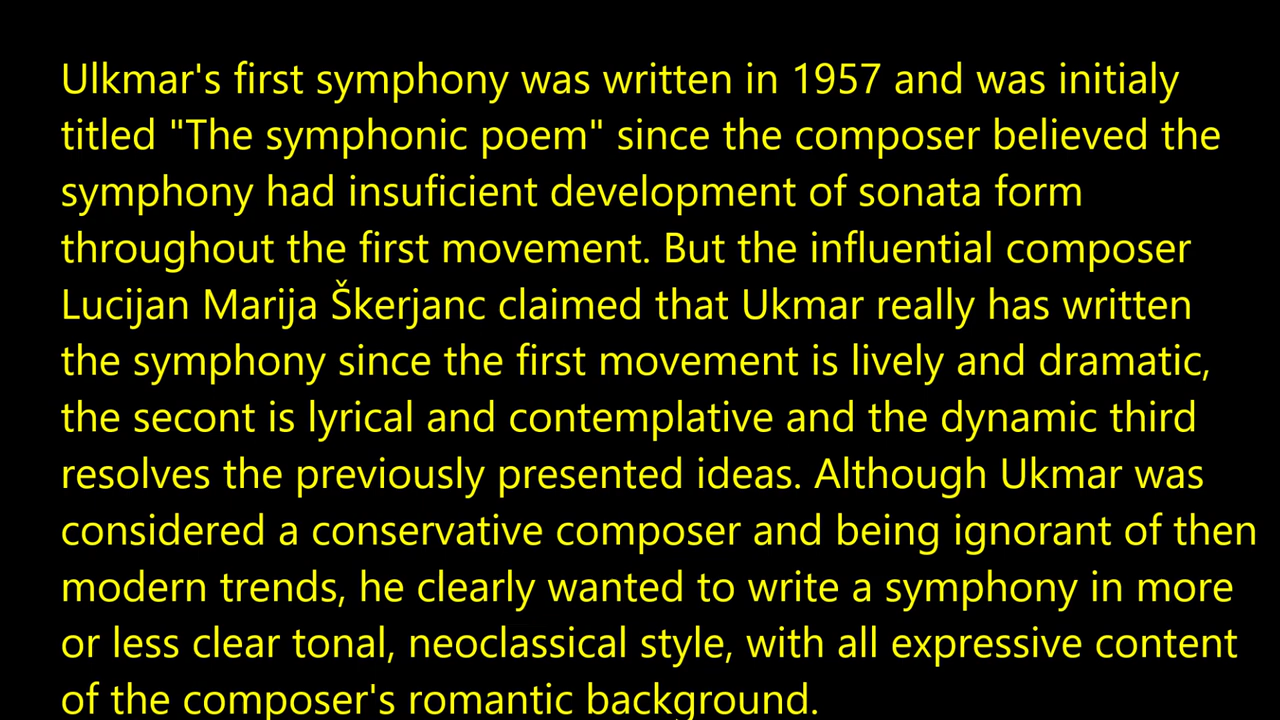 Ulkmar's first symphony was written in 1957 and was initialy
titled "The symphonic poem" since the composer believed the
symphony had insuficient development of sonata form
throughout the first movement. But the influential composer
Lucijan Marija Škerjanc claimed that Ukmar really has written
the symphony since the first movement is lively and dramatic,
the secont is lyrical and contemplative and the dynamic third
resolves the previously presented ideas. Although Ukmar was
considered a conservative composer and being ignorant of then
modern trends, he clearly wanted to write a symphony in more
or less clear tonal, neoclassical style, with all expressive content
of the composer's romantic background.